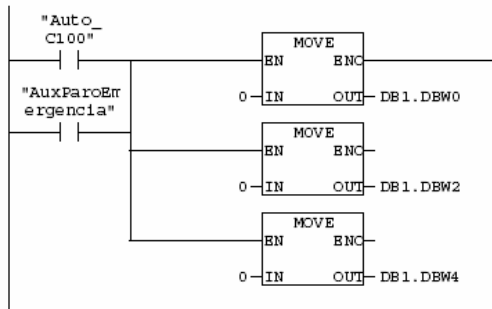 "Auto_
C100"
MOVE
EN ENO
"AuxParoEm
ergencia"
0 IN OUT DB1.DBW0
MOVE
EN ENO
0 IN OUT DB1.DBW2
MOVE
EN ENO
0 IN OUT DB1.DBW4